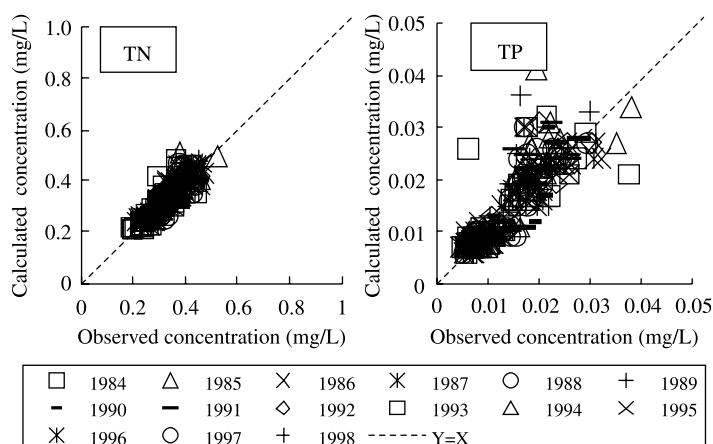 TN
Calculated concentration (mg/L)
1.0
0.8
0.6
0.4
0.2
0
0 0.2 0.4 0.6 0.8 1
Observed concentration (mg/L)
TP
Calculated concentration (mg/L)
0.05
0.04
0.03
0.02
0.01
0
0 0.01 0.02 0.03 0.04 0.05
Observed concentration (mg/L)
1984 1985 1986 1987 1988 1989
1990 1991 1992 1993 1994 1995
1996 1997 1998 Y=X